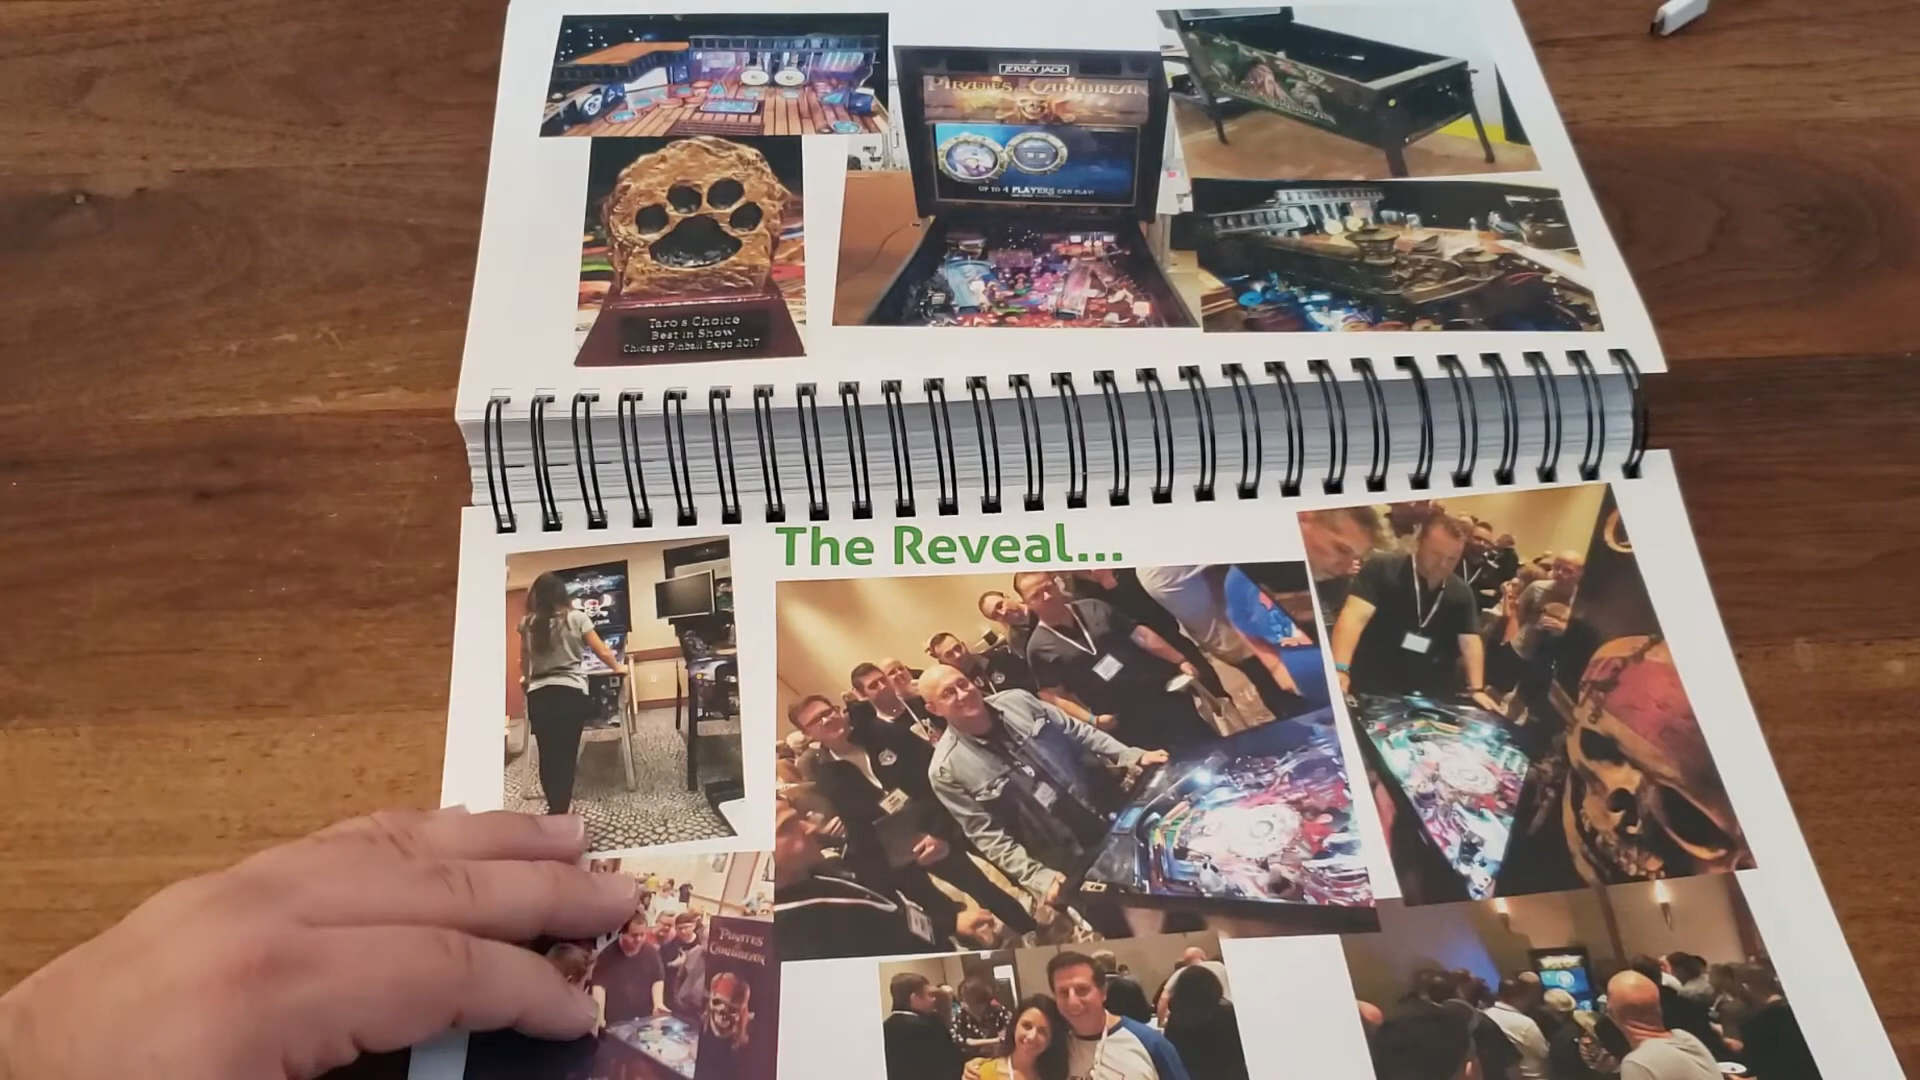 JERSEY JACK
PIRATES OF THE CARIBBEAN
UP TO 4 PLAYERS CAN PLAY!
Taro's Choice
Best in Show
Chicago Pinball Expo 2017
The Reveal...
PIRATES
CARIBBEAN